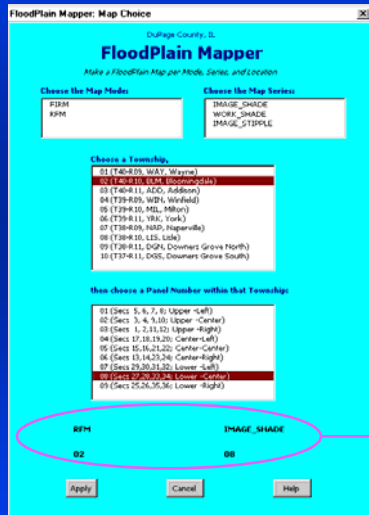 FloodPlain Mapper: Map Choice
DuPage County, IL
FloodPlain Mapper
Make a FloodPlain Map per Mode, Series, and Location
Choose the Map Mode:
FIRM
RFM
Choose the Map Series:
IMAGE_SHADE
WORK_SHADE
IMAGE_STIPPLE
Choose a Township,
01 (T40-R09, WAY, Wayne)
02 (T40-R10, BLM, Bloomingdale)
03 (T40-R11, ADD, Addison)
04 (T39-R09, WIN, Winfield)
05 (T39-R10, MIL, Milton)
06 (T39-R11, YRK, York)
07 (T38-R09, NAP, Naperville)
08 (T38-R10, LIS, Lisle)
09 (T38-R11, DGN, Downers Grove North)
10 (T37-R11, DGS, Downers Grove South)
then choose a Panel Number within that Township:
01 (Secs 5, 6, 7, 8; Upper -Left)
02 (Secs 3, 4, 9,10; Upper -Center)
03 (Secs 1, 2,11,12; Upper -Right)
04 (Secs 17,18,19,20; Center-Left)
05 (Secs 15,16,21,22; Center-Center)
06 (Secs 13,14,23,24; Center-Right)
07 (Secs 29,30,31,32; Lower -Left)
08 (Secs 27,28,33,34; Lower -Center)
09 (Secs 25,26,35,36; Lower -Right)
RFM IMAGE_SHADE
02 08
Apply Cancel Help